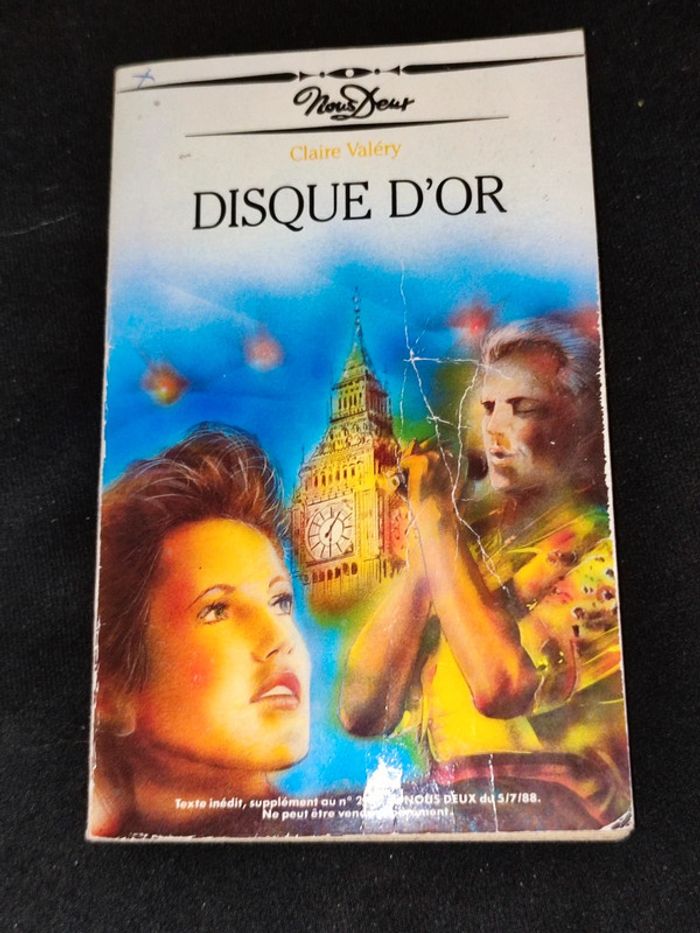 Nous Deux
Claire Valéry
DISQUE D'OR
Texte inédit, supplément au n° NOUS DEUX du 5/7/88.
Ne peut être